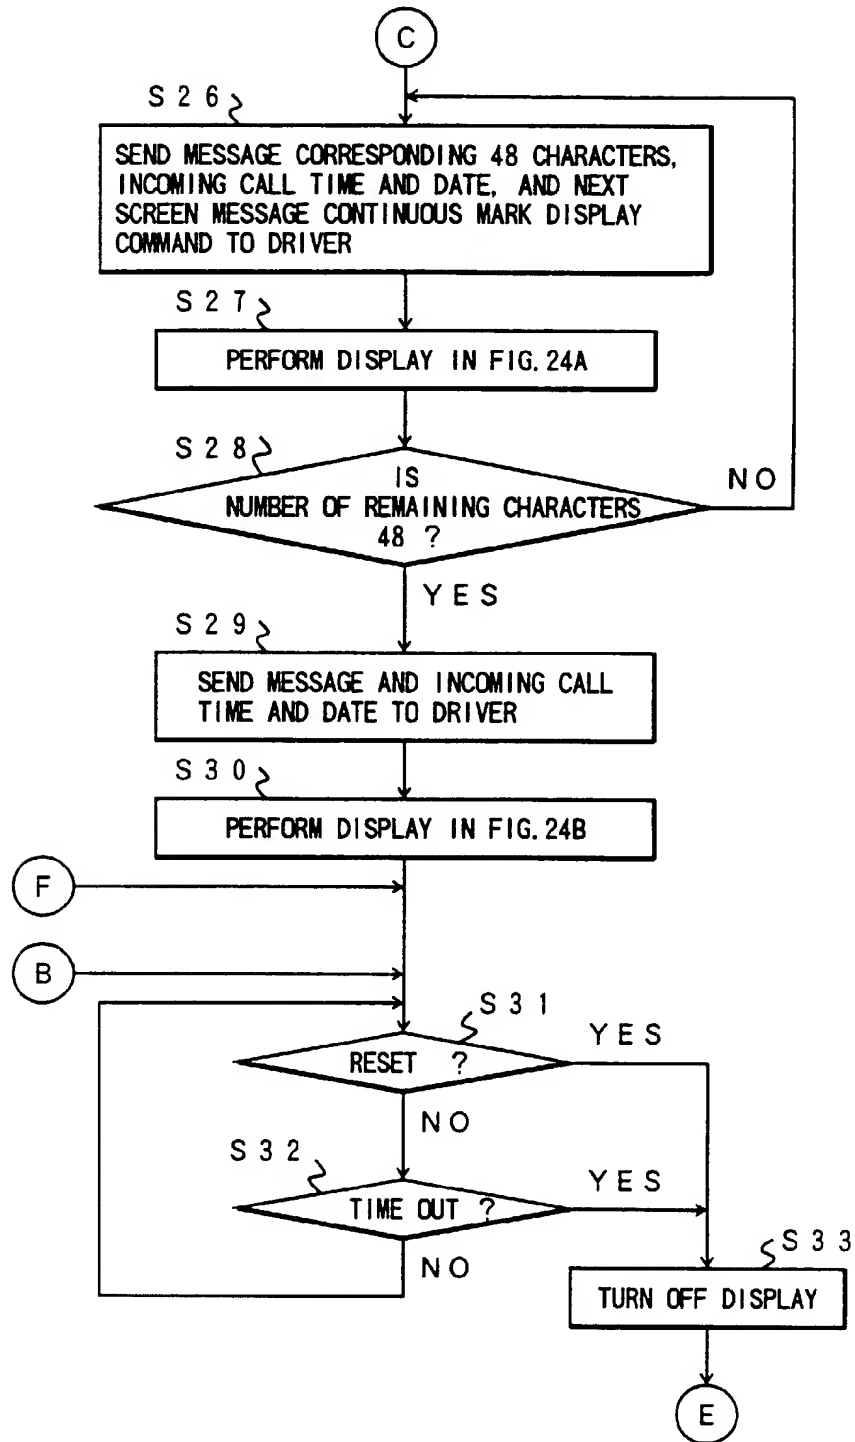 C
S26
SEND MESSAGE CORRESPONDING 48 CHARACTERS,
INCOMING CALL TIME AND DATE, AND NEXT
SCREEN MESSAGE CONTINUOUS MARK DISPLAY
COMMAND TO DRIVER
S27
PERFORM DISPLAY IN FIG. 24A
S28
IS
NUMBER OF REMAINING CHARACTERS
48 ?
NO
YES
S29
SEND MESSAGE AND INCOMING CALL
TIME AND DATE TO DRIVER
S30
PERFORM DISPLAY IN FIG. 24B
F
B
S31
RESET ?
YES
NO
S32
TIME OUT ?
YES
NO
S33
TURN OFF DISPLAY
E